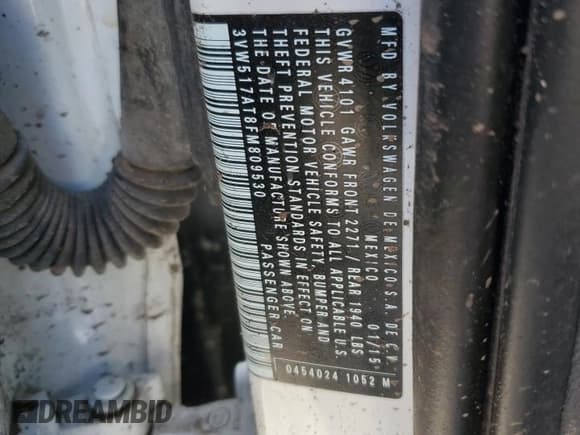 MFD BY VOLKSWAGEN DE MEXICO S.A. DE C.V.
MEXICO 01/15
GVWR 4101 GAWR FRONT 2271 / REAR 1940 LBS
THIS VEHICLE CONFORMS TO ALL APPLICABLE U.S.
FEDERAL MOTOR VEHICLE SAFETY, BUMPER AND
THEFT PREVENTION STANDARDS IN EFFECT ON
THE DATE OF MANUFACTURE SHOWN ABOVE.
3VW517AT8FM809530 PASSENGER CAR
0454024 1052 M
DREAMBID